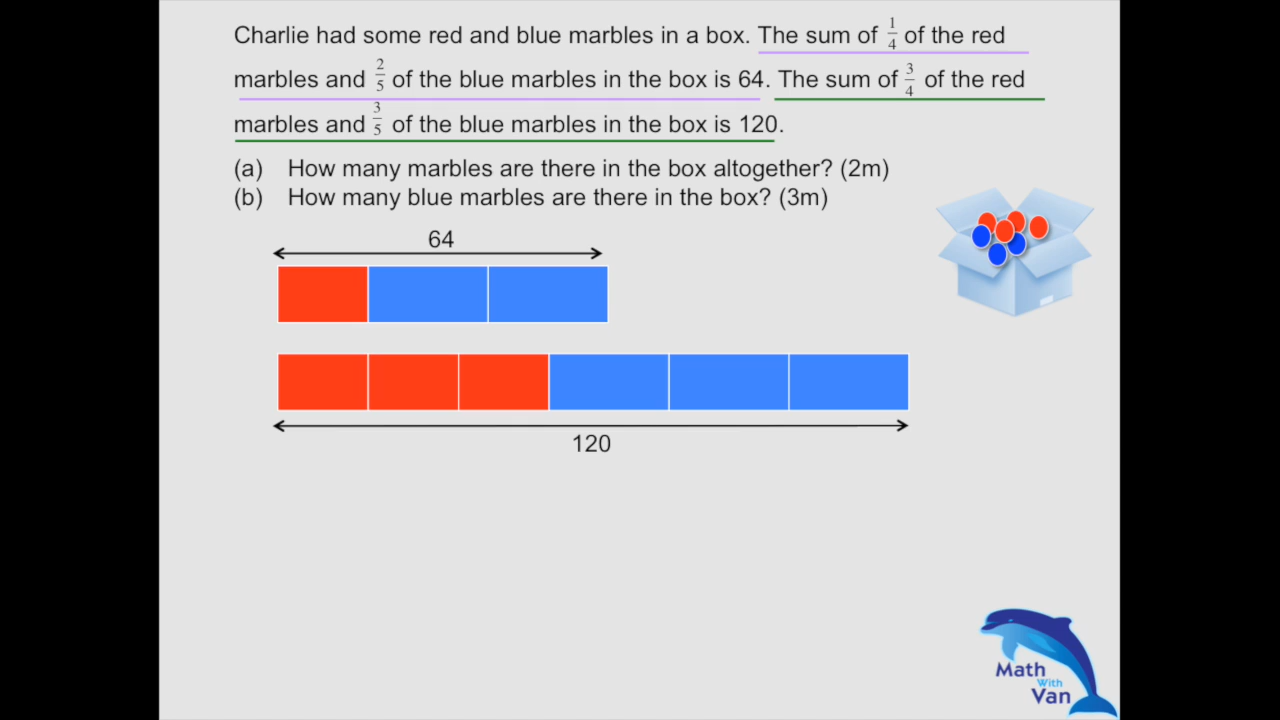 Charlie had some red and blue marbles in a box. The sum of 1/4 of the red
marbles and 2/5 of the blue marbles in the box is 64. The sum of 3/4 of the red
marbles and 3/5 of the blue marbles in the box is 120.
(a) How many marbles are there in the box altogether? (2m)
(b) How many blue marbles are there in the box? (3m)
64
120
Math
With
Van